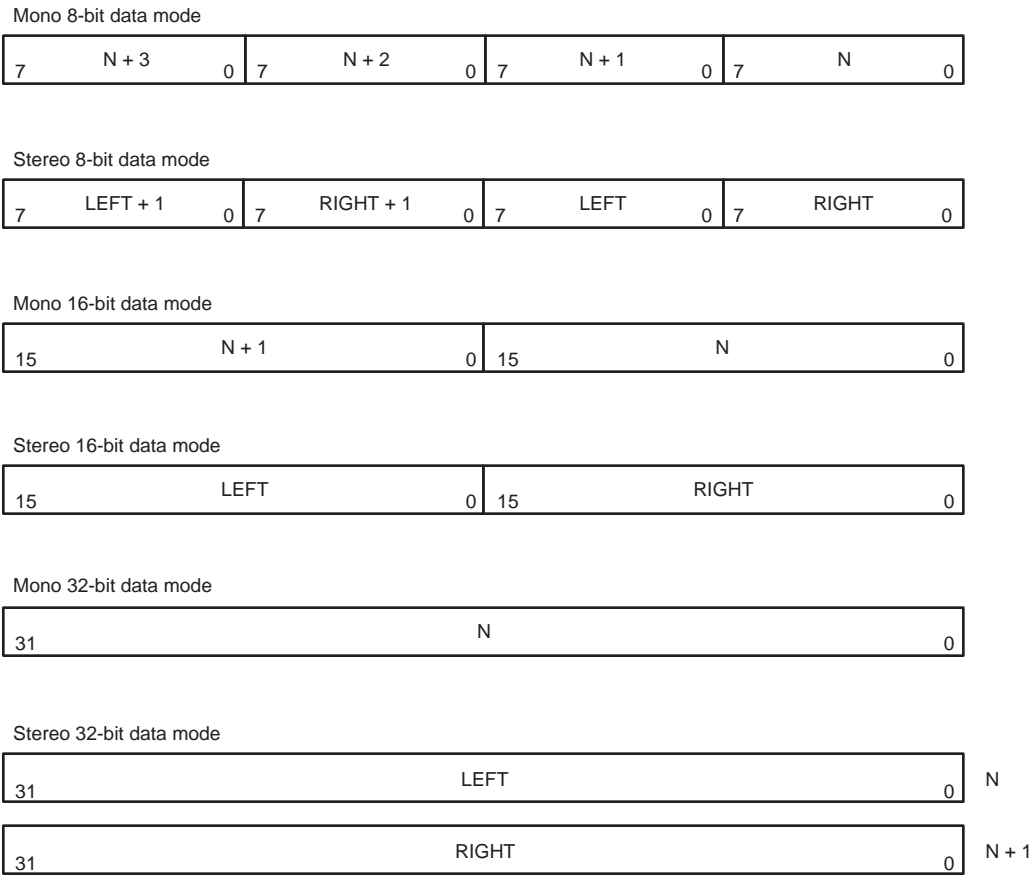 Mono 8-bit data mode
N + 3 N + 2 N + 1 N
7 0 7 0 7 0 7 0
Stereo 8-bit data mode
LEFT + 1 RIGHT + 1 LEFT RIGHT
7 0 7 0 7 0 7 0
Mono 16-bit data mode
N + 1 N
15 0 15 0
Stereo 16-bit data mode
LEFT RIGHT
15 0 15 0
Mono 32-bit data mode
N
31 0
Stereo 32-bit data mode
LEFT N
31 0
RIGHT N + 1
31 0